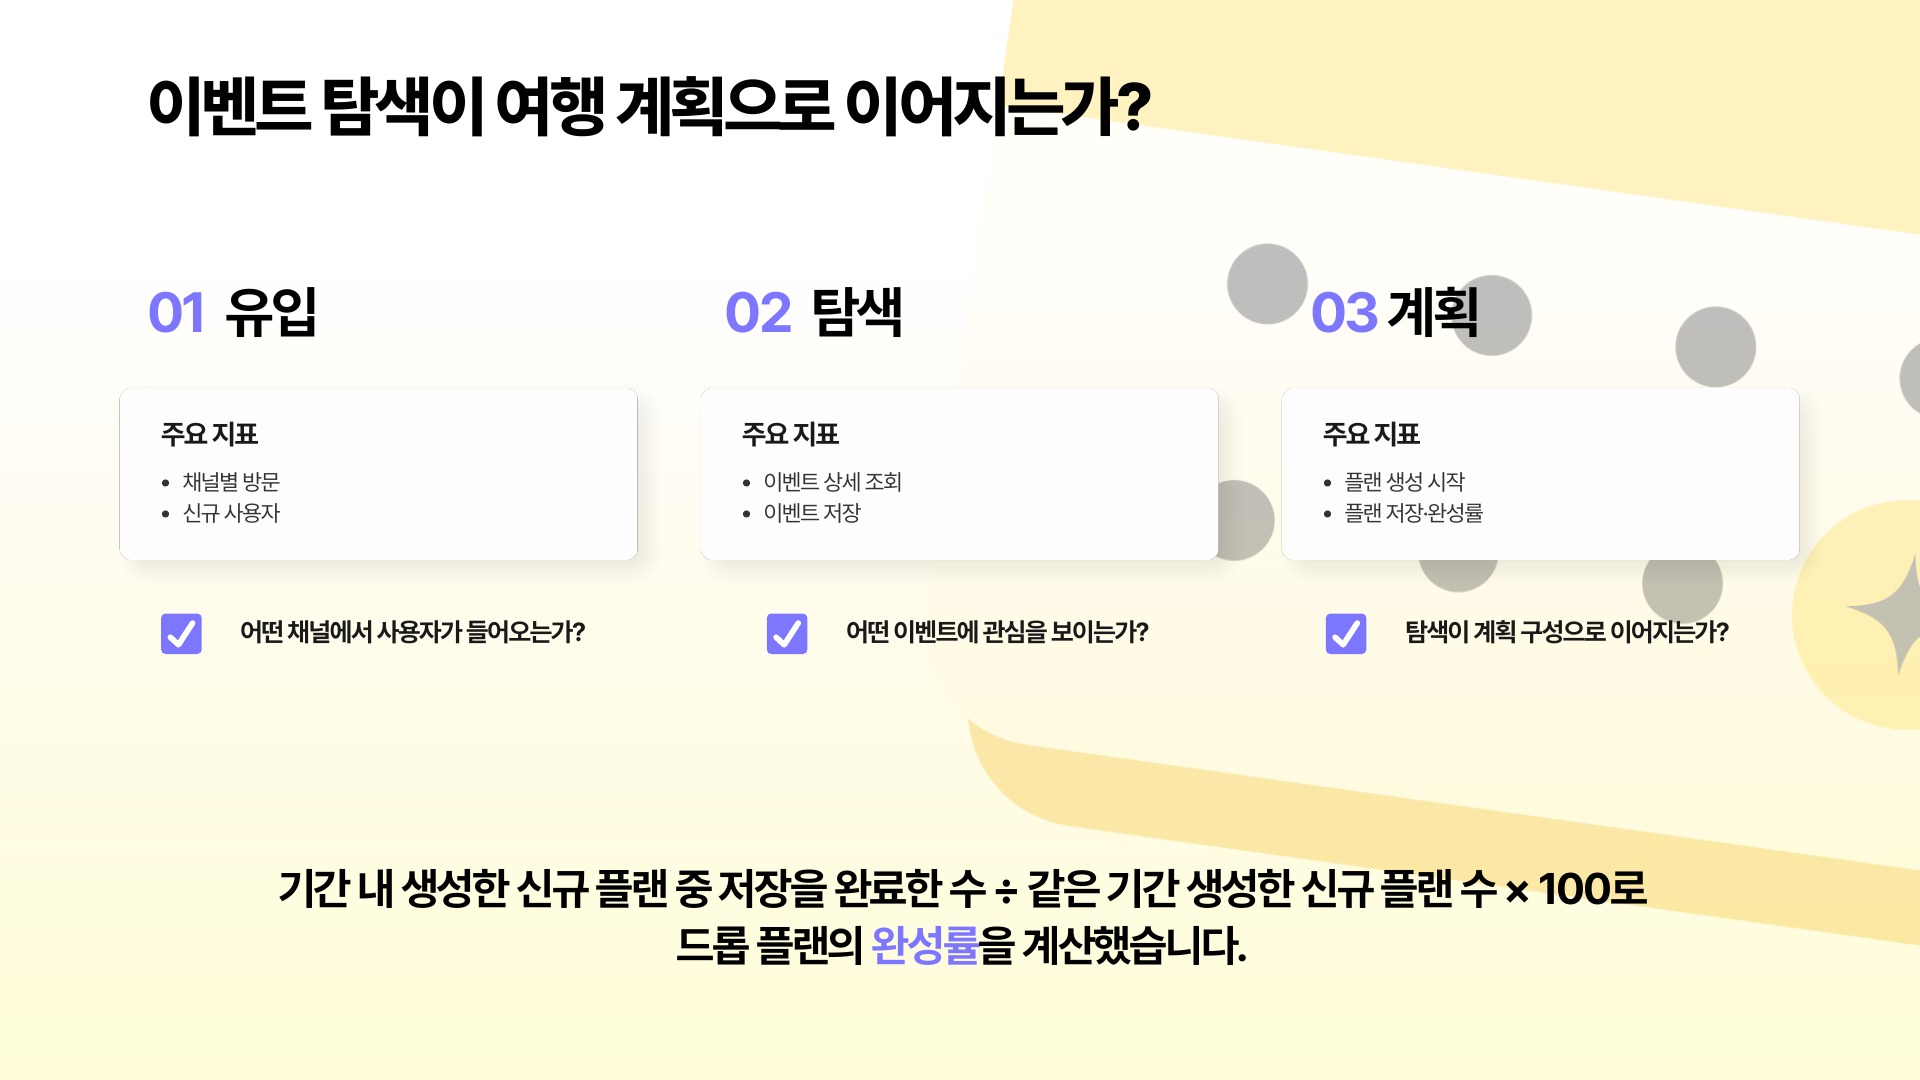 이벤트 탐색이 여행 계획으로 이어지는가?
01 유입
02 탐색
03 계획
주요 지표
• 채널별 방문
• 신규 사용자
주요 지표
• 이벤트 상세 조회
• 이벤트 저장
주요 지표
• 플랜 생성 시작
• 플랜 저장·완성률
어떤 채널에서 사용자가 들어오는가?
어떤 이벤트에 관심을 보이는가?
탐색이 계획 구성으로 이어지는가?
기간 내 생성한 신규 플랜 중 저장을 완료한 수 ÷ 같은 기간 생성한 신규 플랜 수 × 100로
드롭 플랜의 완성률을 계산했습니다.